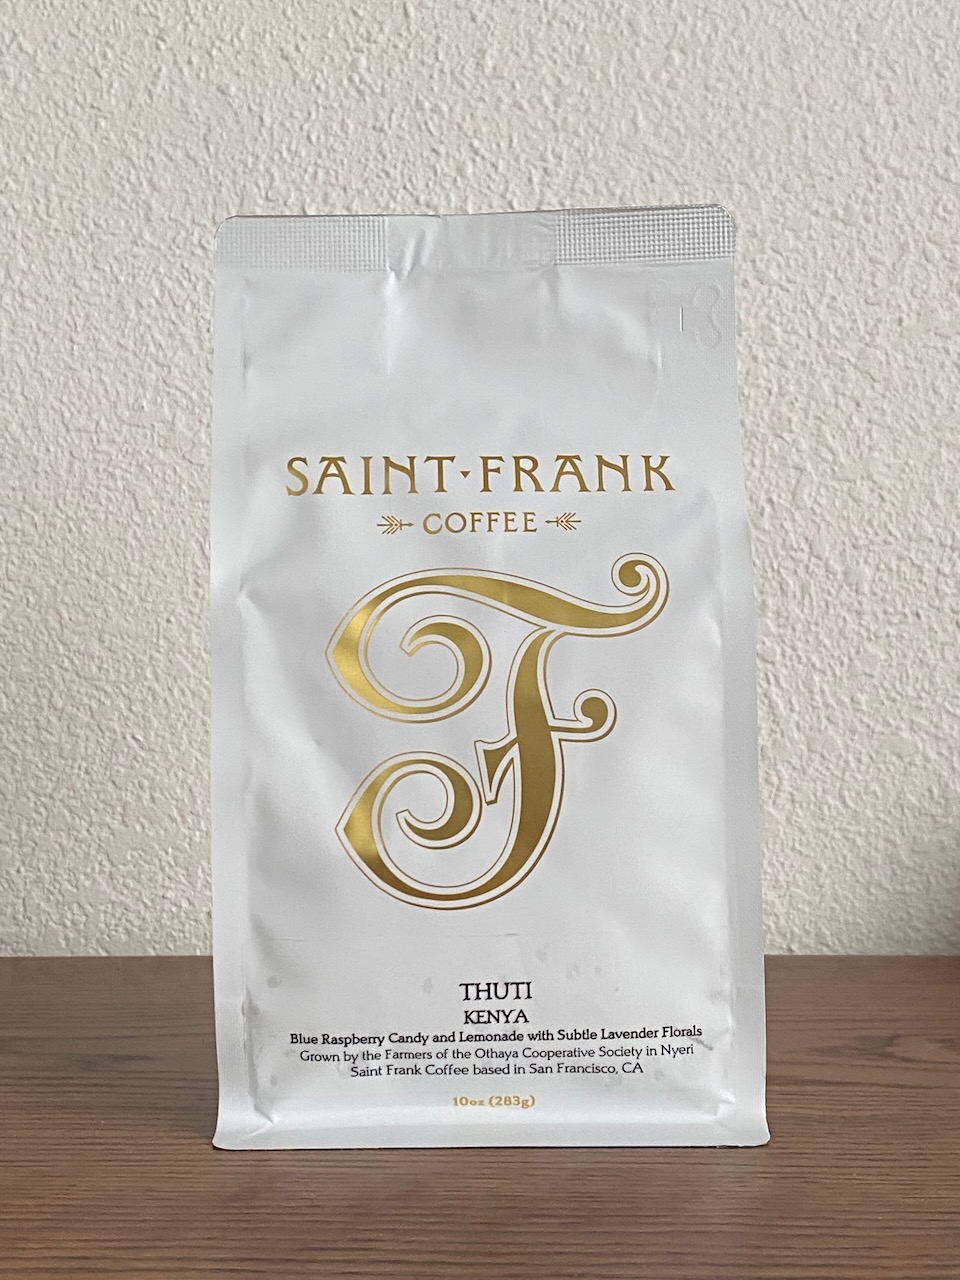 SAINT▾FRANK
COFFEE
F
THUTI
KENYA
Blue Raspberry Candy and Lemonade with Subtle Lavender Florals
Grown by the Farmers of the Othaya Cooperative Society in Nyeri
Saint Frank Coffee based in San Francisco, CA
10oz (283g)